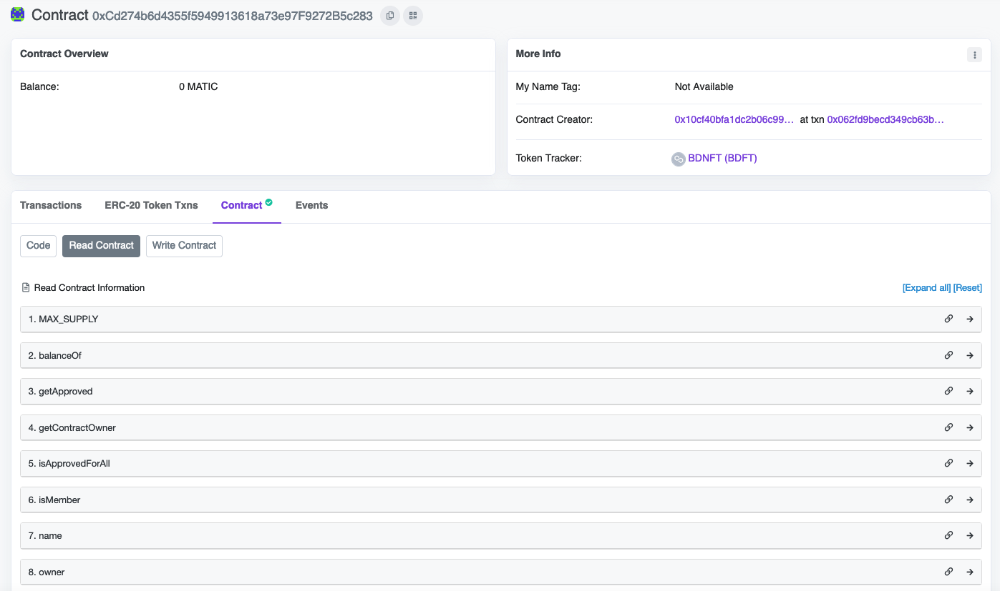 Contract 0xCd274b6d4355f5949913618a73e97F9272B5c283
Contract Overview
Balance: 0 MATIC
More Info
My Name Tag: Not Available
Contract Creator: 0x10cf40bfa1dc2b06c99... at txn 0x062fd9becd349cb63b...
Token Tracker: BDNFT (BDFT)
Transactions ERC-20 Token Txns Contract Events
Code Read Contract Write Contract
Read Contract Information [Expand all] [Reset]
1. MAX_SUPPLY
2. balanceOf
3. getApproved
4. getContractOwner
5. isApprovedForAll
6. isMember
7. name
8. owner